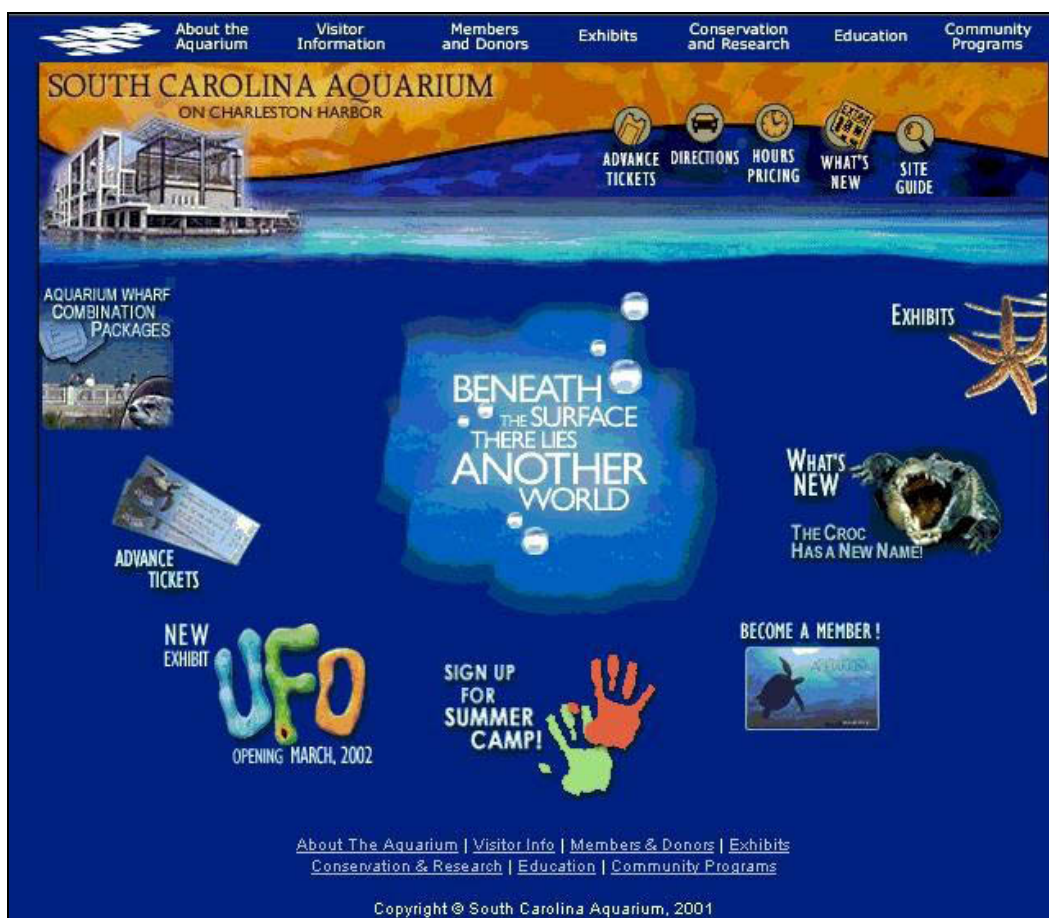 About the
Aquarium
Visitor
Information
Members
and Donors
Exhibits
Conservation
and Research
Education
Community
Programs
SOUTH CAROLINA AQUARIUM
ON CHARLESTON HARBOR
ADVANCE
TICKETS
DIRECTIONS
HOURS
PRICING
EXTRA
WHAT'S
NEW
SITE
GUIDE
AQUARIUM WHARF
COMBINATION
PACKAGES
EXHIBITS
BENEATH
THE SURFACE
THERE LIES
ANOTHER
WORLD
WHAT'S
NEW
THE CROC
HAS A NEW NAME!
ADVANCE
TICKETS
NEW
EXHIBIT
UFO
OPENING MARCH, 2002
SIGN UP
FOR
SUMMER
CAMP!
BECOME A MEMBER!
About The Aquarium | Visitor Info | Members & Donors | Exhibits
Conservation & Research | Education | Community Programs
Copyright © South Carolina Aquarium, 2001